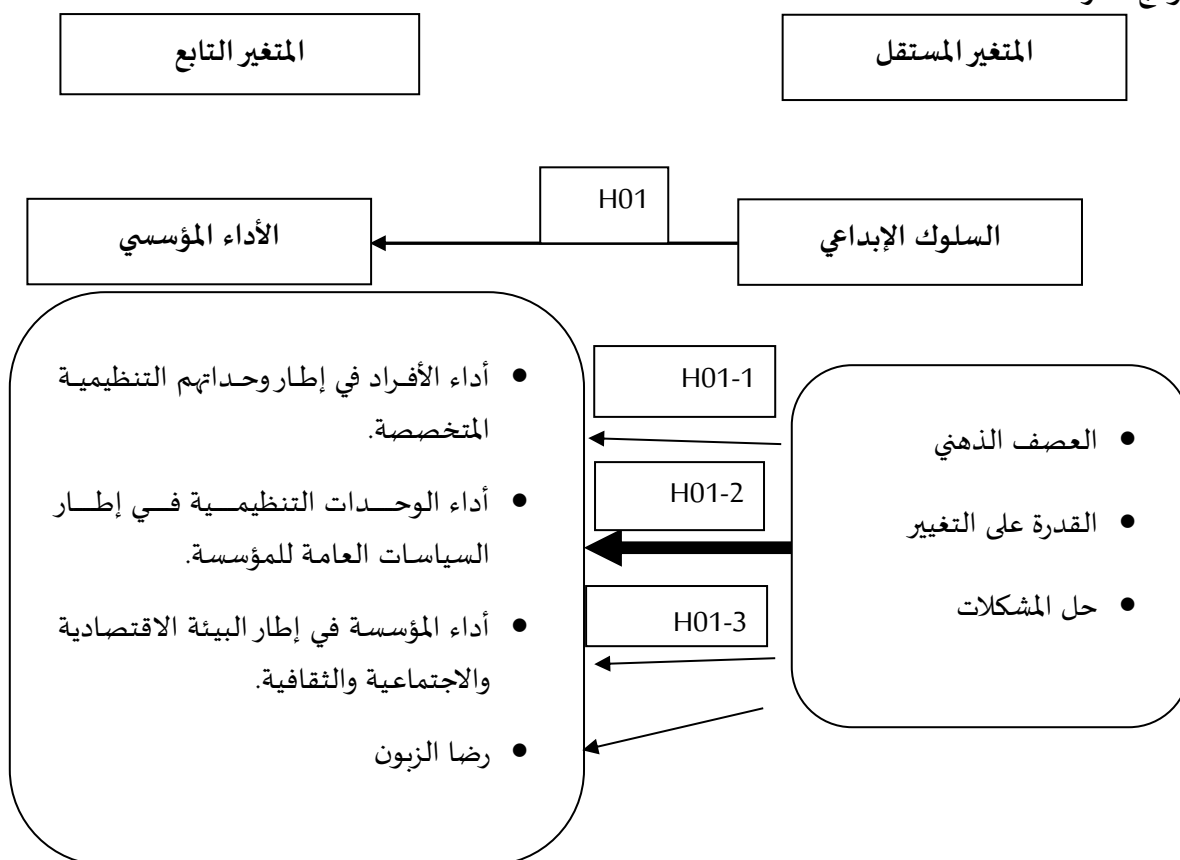 المتغير المستقل
المتغير التابع
H01
السلوك الإبداعي
الأداء المؤسسي
العصف الذهني
القدرة على التغيير
حل المشكلات
H01-1
H01-2
H01-3
أداء الأفراد في إطار وحداتهم التنظيمية
المتخصصة.
أداء الوحدات التنظيمية في إطار
السياسات العامة للمؤسسة.
أداء المؤسسة في إطار البيئة الاقتصادية
والاجتماعية والثقافية.
رضا الزبون